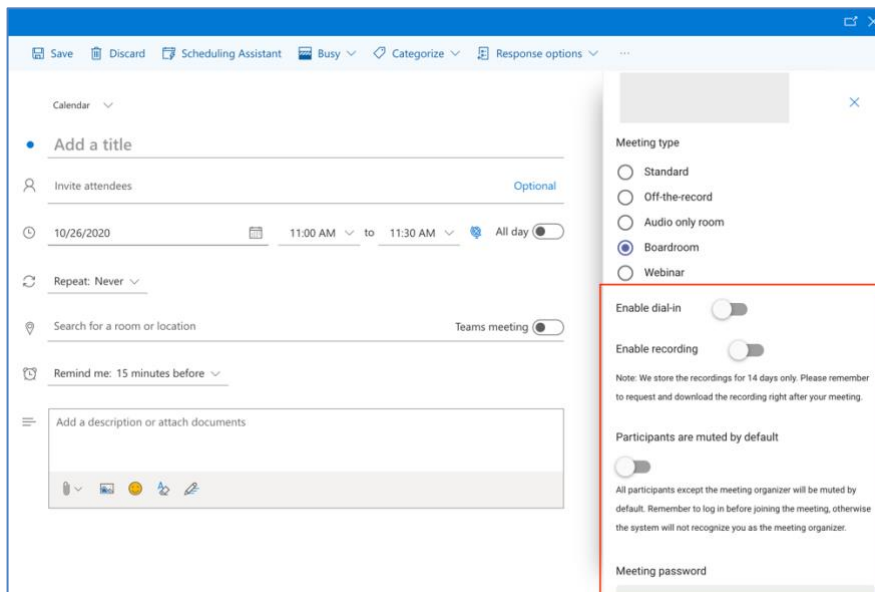 Save Discard Scheduling Assistant Busy Categorize Response options ...
Calendar
Add a title
Invite attendees Optional
10/26/2020 11:00 AM to 11:30 AM All day
Repeat: Never
Search for a room or location Teams meeting
Remind me: 15 minutes before
Add a description or attach documents
Meeting type
Standard
Off-the-record
Audio only room
Boardroom
Webinar
Enable dial-in
Enable recording
Note: We store the recordings for 14 days only. Please remember
to request and download the recording right after your meeting.
Participants are muted by default
All participants except the meeting organizer will be muted by
default. Remember to log in before joining the meeting, otherwise
the system will not recognize you as the meeting organizer.
Meeting password